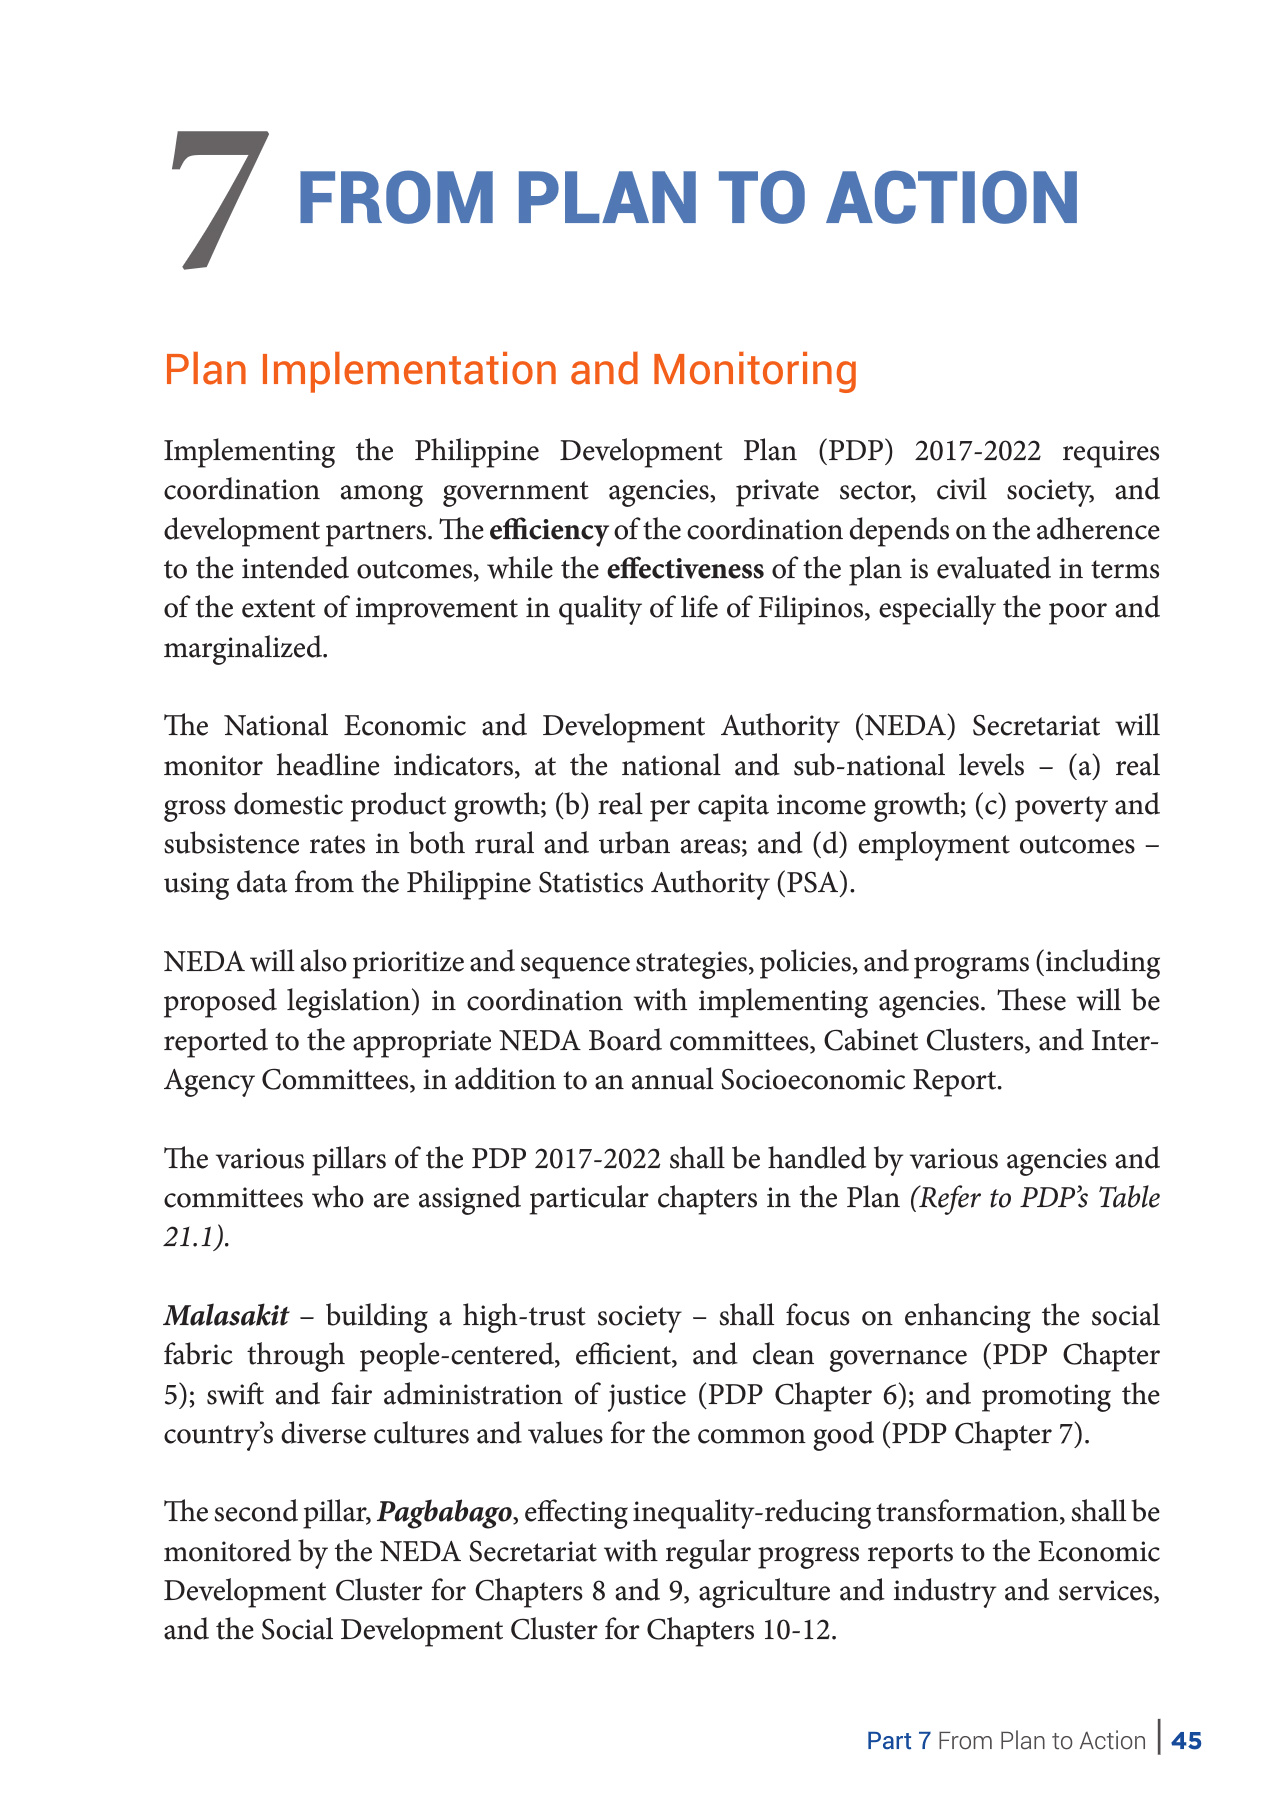 7 FROM PLAN TO ACTION
Plan Implementation and Monitoring
Implementing the Philippine Development Plan (PDP) 2017-2022 requires
coordination among government agencies, private sector, civil society, and
development partners. The efficiency of the coordination depends on the adherence
to the intended outcomes, while the effectiveness of the plan is evaluated in terms
of the extent of improvement in quality of life of Filipinos, especially the poor and
marginalized.
The National Economic and Development Authority (NEDA) Secretariat will
monitor headline indicators, at the national and sub-national levels – (a) real
gross domestic product growth; (b) real per capita income growth; (c) poverty and
subsistence rates in both rural and urban areas; and (d) employment outcomes –
using data from the Philippine Statistics Authority (PSA).
NEDA will also prioritize and sequence strategies, policies, and programs (including
proposed legislation) in coordination with implementing agencies. These will be
reported to the appropriate NEDA Board committees, Cabinet Clusters, and Inter-
Agency Committees, in addition to an annual Socioeconomic Report.
The various pillars of the PDP 2017-2022 shall be handled by various agencies and
committees who are assigned particular chapters in the Plan (Refer to PDP’s Table
21.1).
Malasakit – building a high-trust society – shall focus on enhancing the social
fabric through people-centered, efficient, and clean governance (PDP Chapter
5); swift and fair administration of justice (PDP Chapter 6); and promoting the
country’s diverse cultures and values for the common good (PDP Chapter 7).
The second pillar, Pagbabago, effecting inequality-reducing transformation, shall be
monitored by the NEDA Secretariat with regular progress reports to the Economic
Development Cluster for Chapters 8 and 9, agriculture and industry and services,
and the Social Development Cluster for Chapters 10-12.
Part 7 From Plan to Action | 45